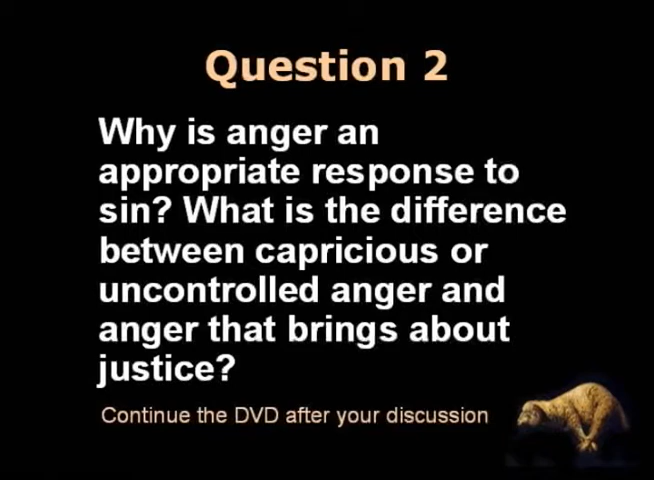 Question 2
Why is anger an
appropriate response to
sin? What is the difference
between capricious or
uncontrolled anger and
anger that brings about
justice?
Continue the DVD after your discussion